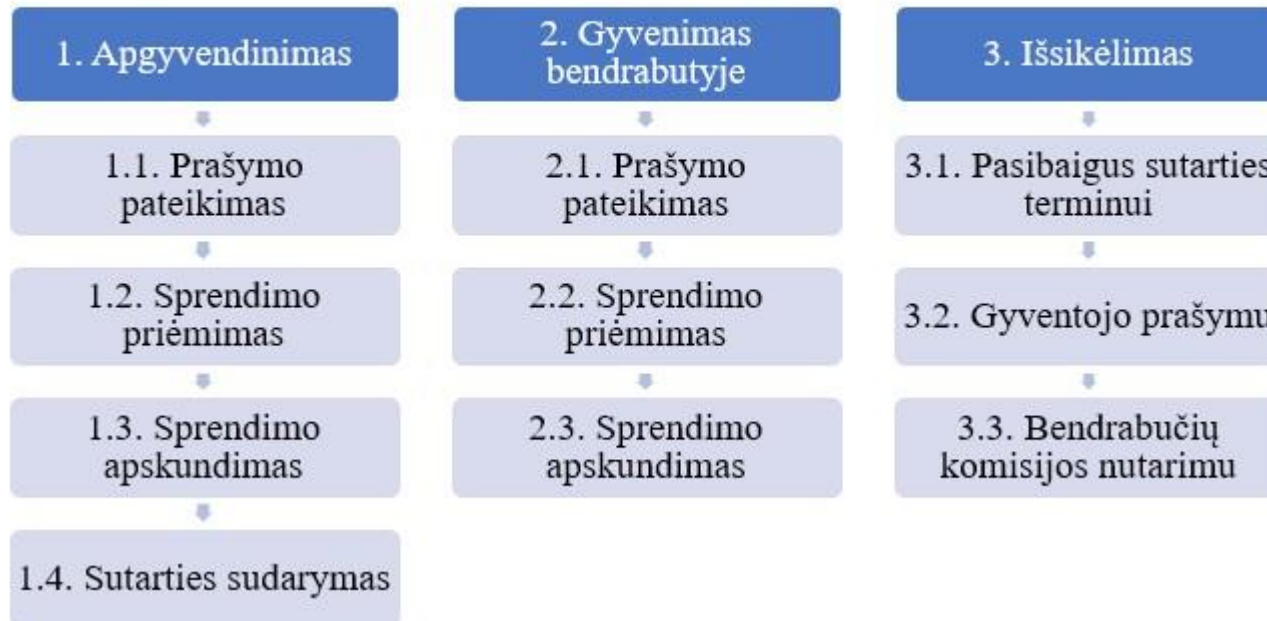 1. Apgyvendinimas
1.1. Prašymo
pateikimas
1.2. Sprendimo
priėmimas
1.3. Sprendimo
apskundimas
1.4. Sutarties sudarymas
2. Gyvenimas
bendrabutyje
2.1. Prašymo
pateikimas
2.2. Sprendimo
priėmimas
2.3. Sprendimo
apskundimas
3. Išsikėlimas
3.1. Pasibaigus sutarties
terminui
3.2. Gyventojo prašymu
3.3. Bendrabučių
komisijos nutarimu